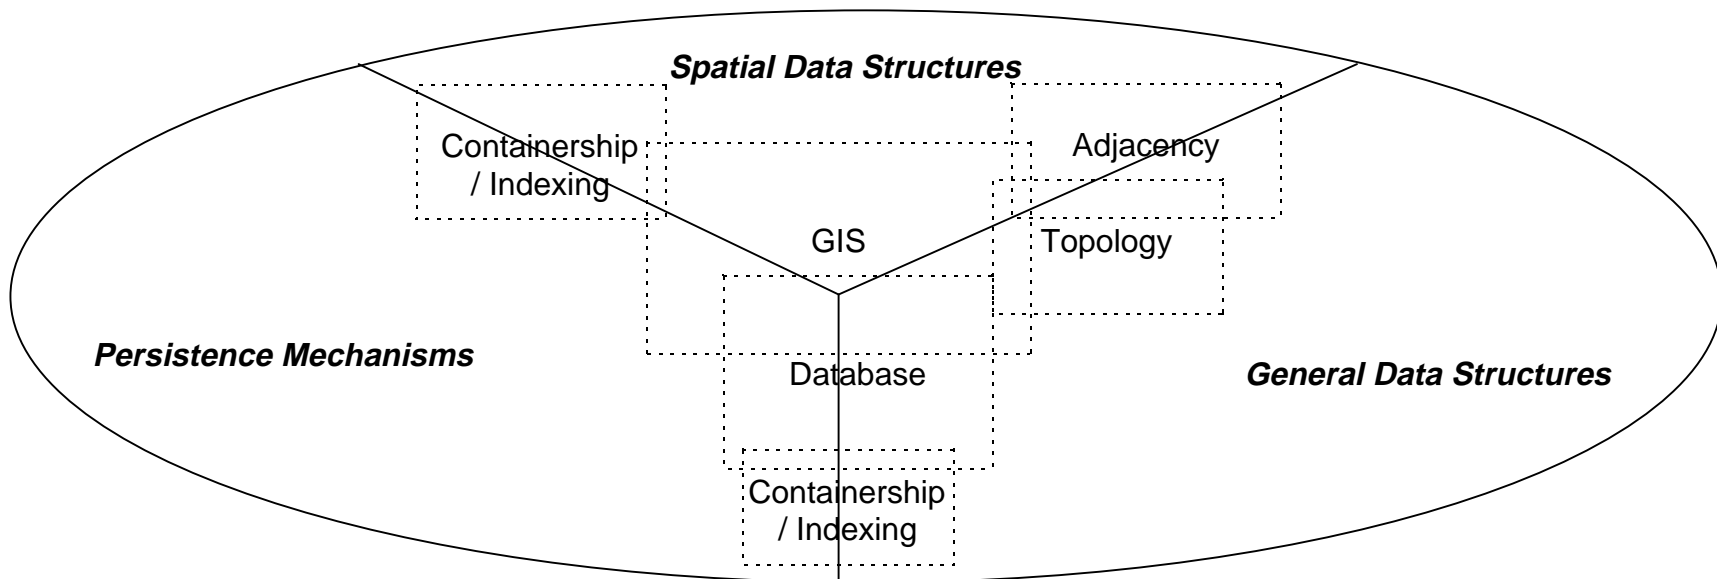 Spatial Data Structures
Containership
/ Indexing
Adjacency
GIS
Topology
Persistence Mechanisms
Database
General Data Structures
Containership
/ Indexing